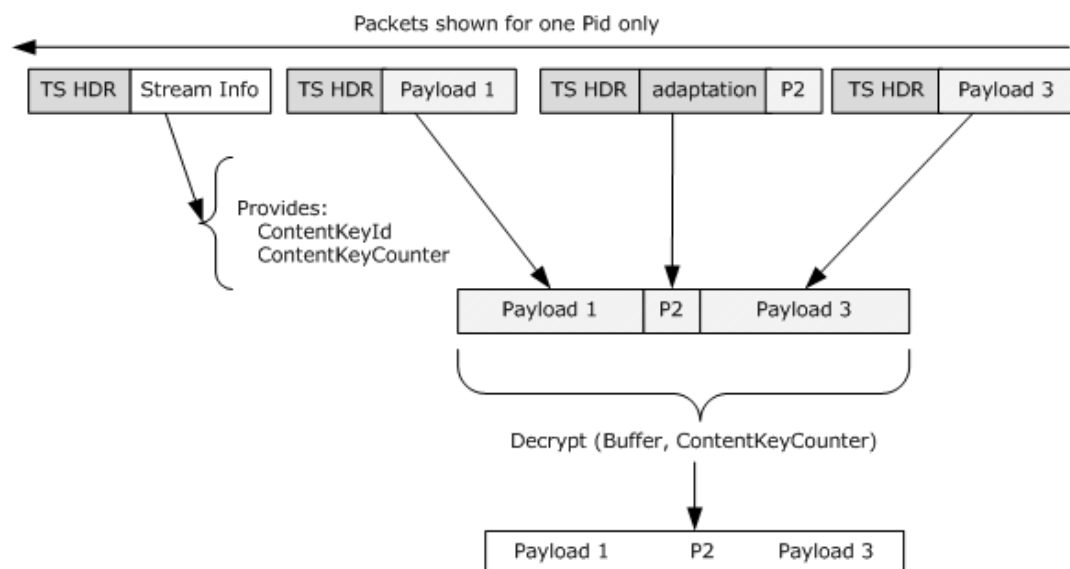 Packets shown for one Pid only
TS HDR Stream Info TS HDR Payload 1 TS HDR adaptation P2 TS HDR Payload 3
Provides:
ContentKeyId
ContentKeyCounter
Payload 1 P2 Payload 3
Decrypt (Buffer, ContentKeyCounter)
Payload 1 P2 Payload 3